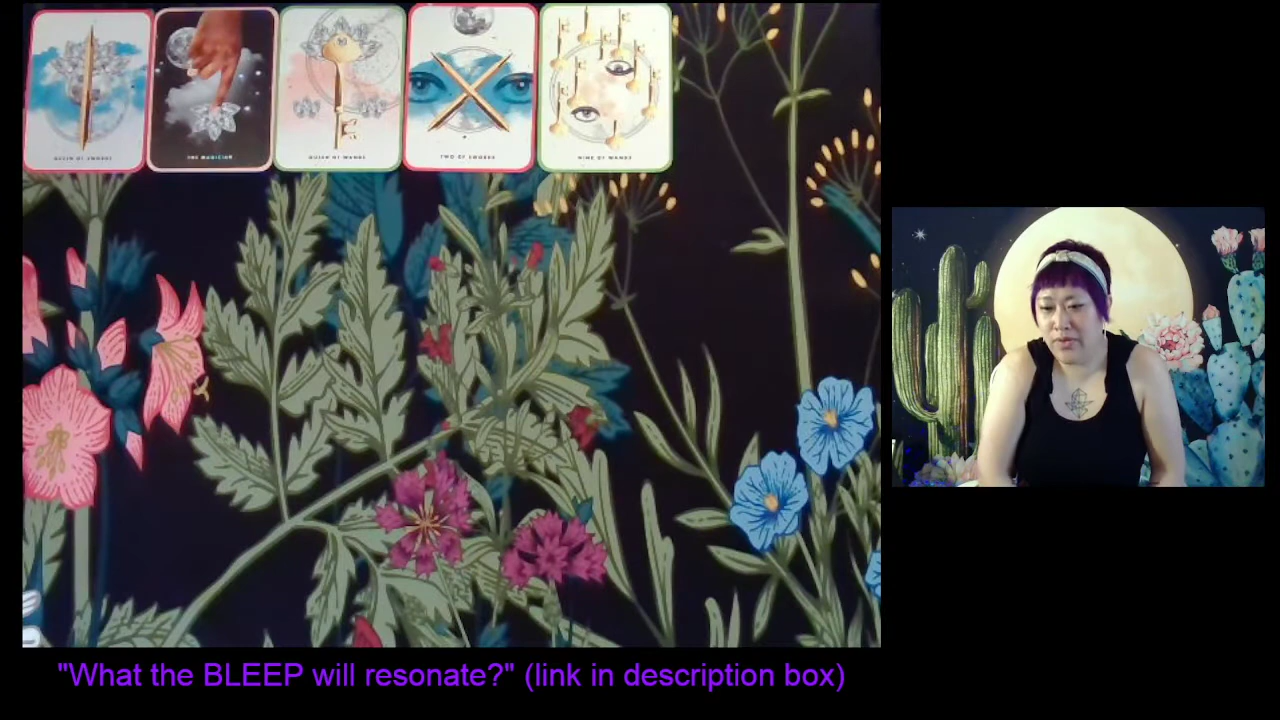 QUEEN OF SWORDS
THE MAGICIAN
QUEEN OF WANDS
TWO OF SWORDS
NINE OF WANDS
"What the BLEEP will resonate?" (link in description box)